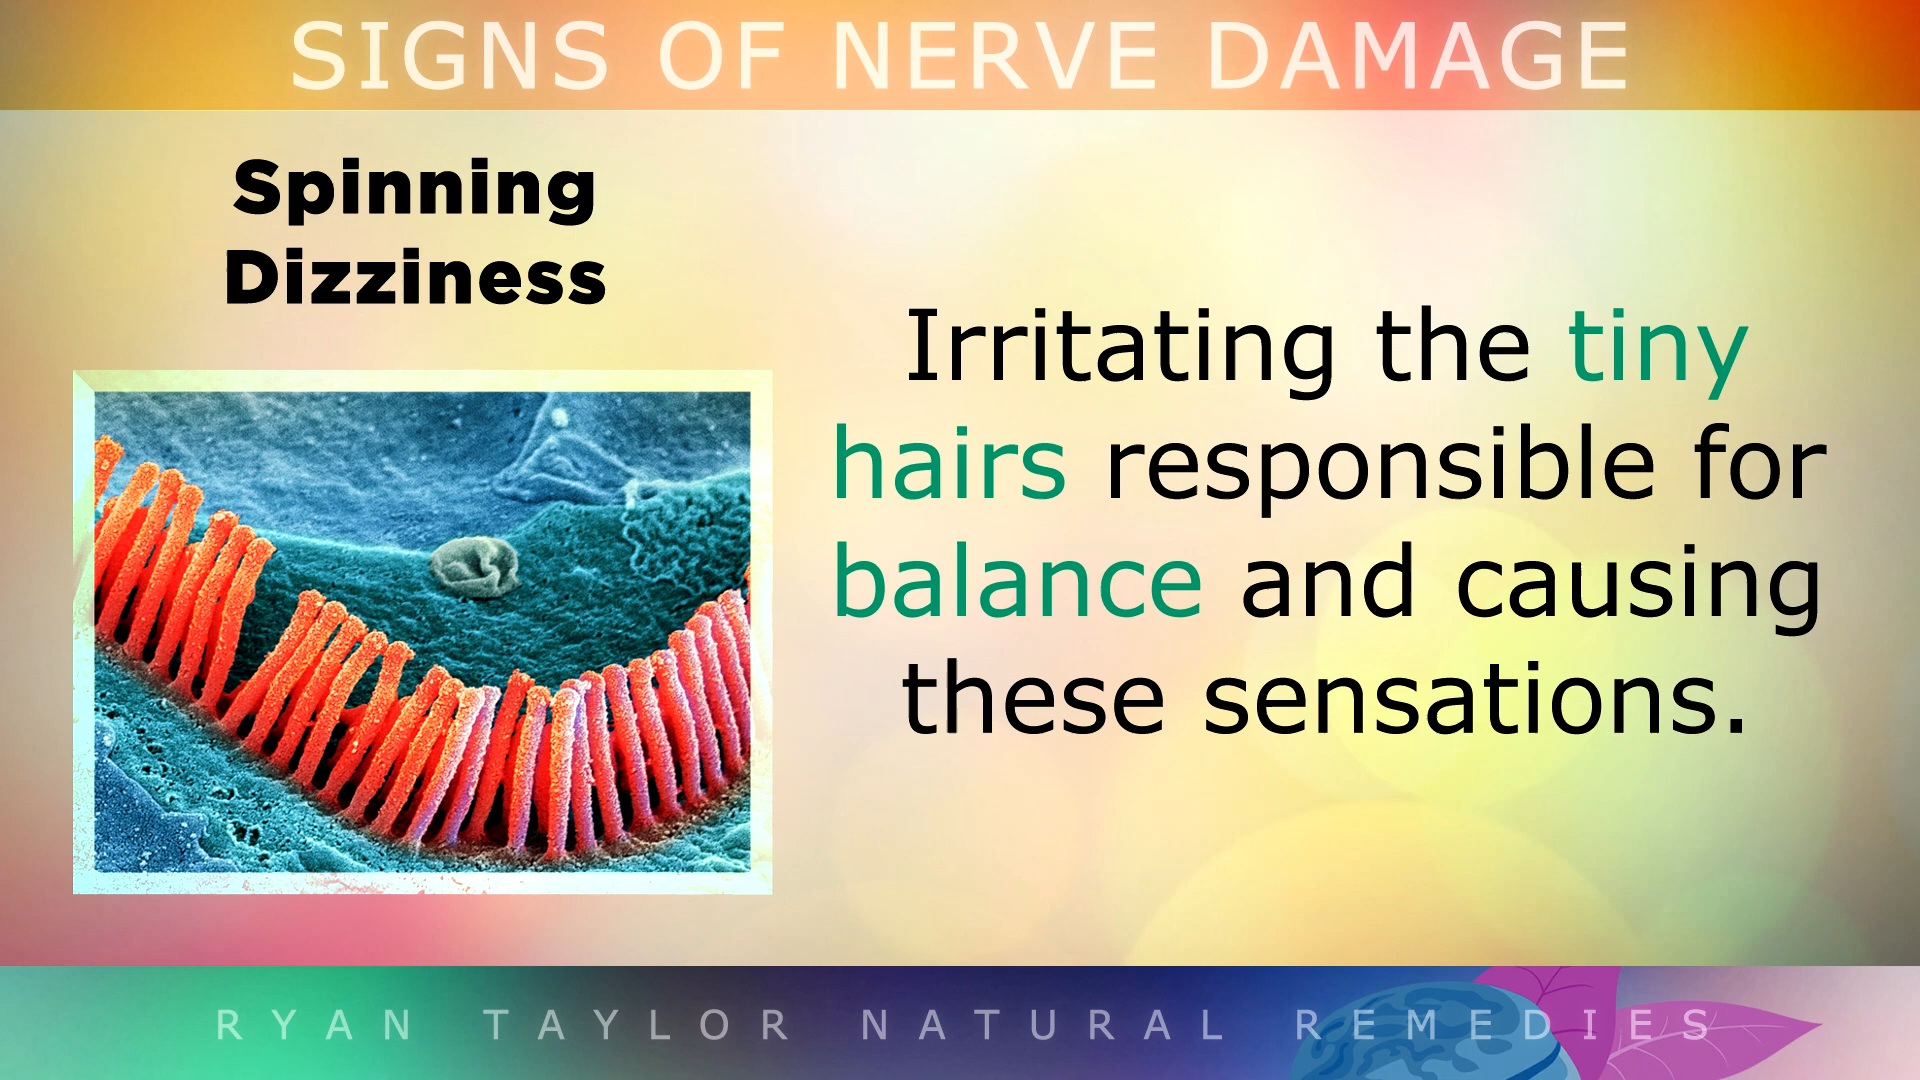 SIGNS OF NERVE DAMAGE
Spinning
Dizziness
Irritating the tiny
hairs responsible for
balance and causing
these sensations.
RYAN TAYLOR NATURAL REMEDIES